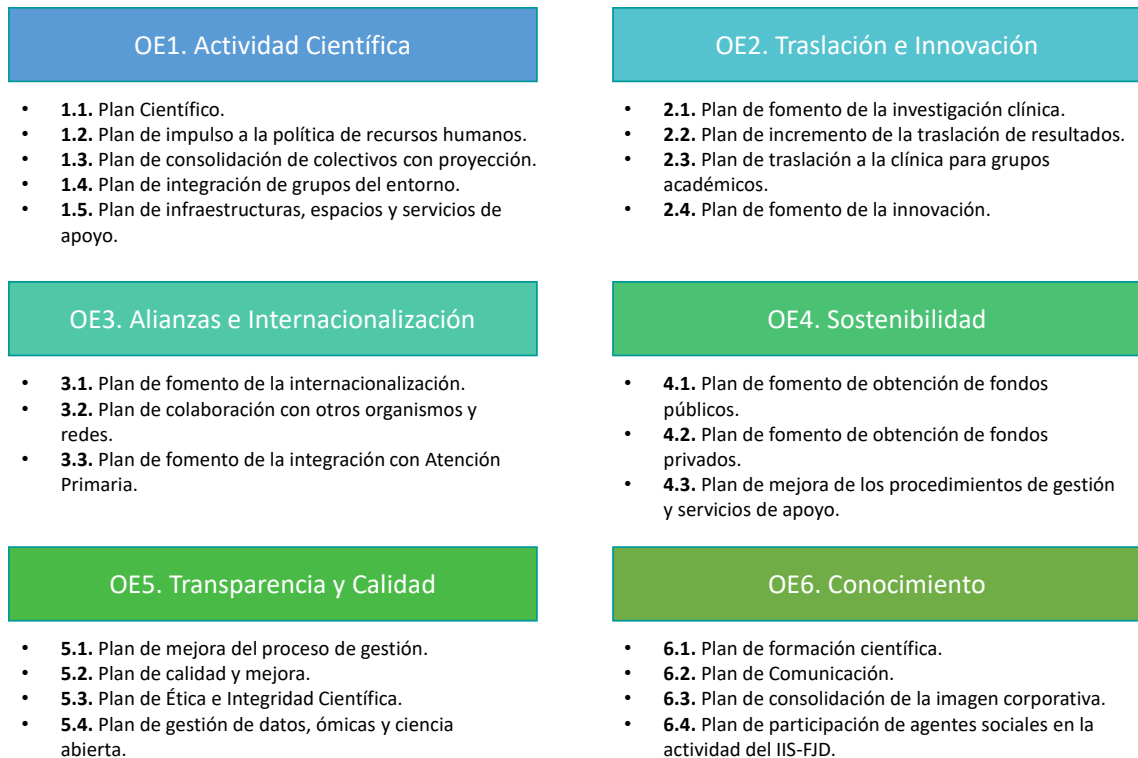 OE1. Actividad Científica
• 1.1. Plan Científico.
• 1.2. Plan de impulso a la política de recursos humanos.
• 1.3. Plan de consolidación de colectivos con proyección.
• 1.4. Plan de integración de grupos del entorno.
• 1.5. Plan de infraestructuras, espacios y servicios de
apoyo.
OE2. Traslación e Innovación
• 2.1. Plan de fomento de la investigación clínica.
• 2.2. Plan de incremento de la traslación de resultados.
• 2.3. Plan de traslación a la clínica para grupos
académicos.
• 2.4. Plan de fomento de la innovación.
OE3. Alianzas e Internacionalización
• 3.1. Plan de fomento de la internacionalización.
• 3.2. Plan de colaboración con otros organismos y
redes.
• 3.3. Plan de fomento de la integración con Atención
Primaria.
OE4. Sostenibilidad
• 4.1. Plan de fomento de obtención de fondos
públicos.
• 4.2. Plan de fomento de obtención de fondos
privados.
• 4.3. Plan de mejora de los procedimientos de gestión
y servicios de apoyo.
OE5. Transparencia y Calidad
• 5.1. Plan de mejora del proceso de gestión.
• 5.2. Plan de calidad y mejora.
• 5.3. Plan de Ética e Integridad Científica.
• 5.4. Plan de gestión de datos, ómicas y ciencia
abierta.
OE6. Conocimiento
• 6.1. Plan de formación científica.
• 6.2. Plan de Comunicación.
• 6.3. Plan de consolidación de la imagen corporativa.
• 6.4. Plan de participación de agentes sociales en la
actividad del IIS-FJD.